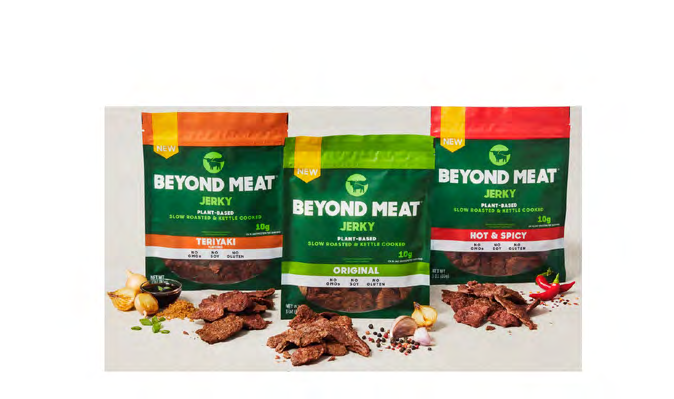 NEW
BEYOND MEAT
JERKY
PLANT-BASED
SLOW ROASTED & KETTLE COOKED
10g
TERIYAKI
NO GMOs NO SOY NO GLUTEN
NEW
BEYOND MEAT
JERKY
PLANT-BASED
SLOW ROASTED & KETTLE COOKED
10g
ORIGINAL
NO GMOs NO SOY NO GLUTEN
NEW
BEYOND MEAT
JERKY
PLANT-BASED
SLOW ROASTED & KETTLE COOKED
10g
HOT & SPICY
NO GMOs NO SOY NO GLUTEN